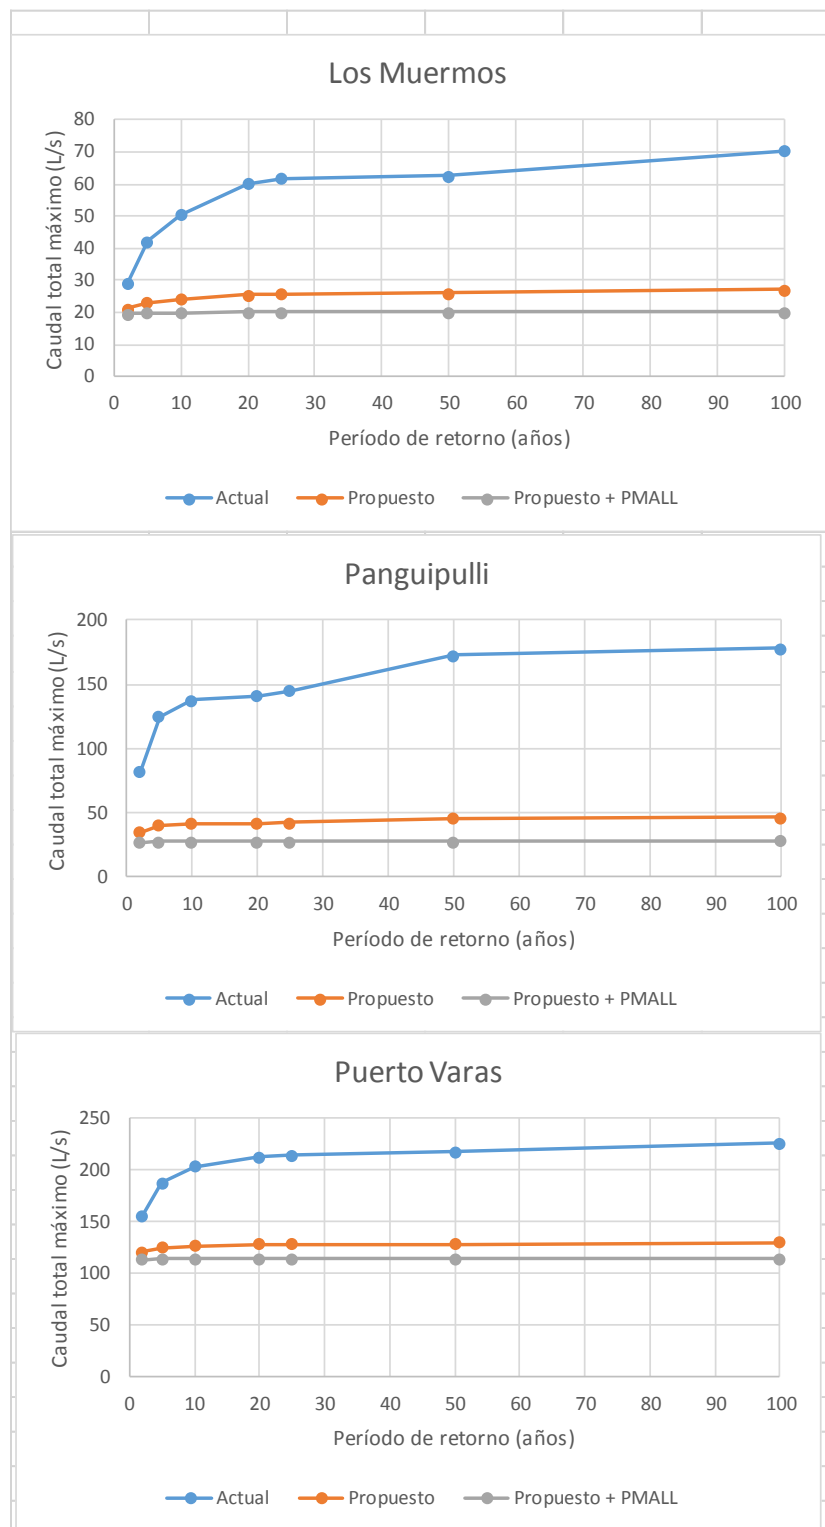 Los Muermos
Caudal total máximo (L/s)
80
70
60
50
40
30
20
10
0
0 10 20 30 40 50 60 70 80 90 100
Período de retorno (años)
Actual Propuesto Propuesto + PMALL
Panguipulli
Caudal total máximo (L/s)
200
150
100
50
0
0 10 20 30 40 50 60 70 80 90 100
Período de retorno (años)
Actual Propuesto Propuesto + PMALL
Puerto Varas
Caudal total máximo (L/s)
250
200
150
100
50
0
0 10 20 30 40 50 60 70 80 90 100
Período de retorno (años)
Actual Propuesto Propuesto + PMALL